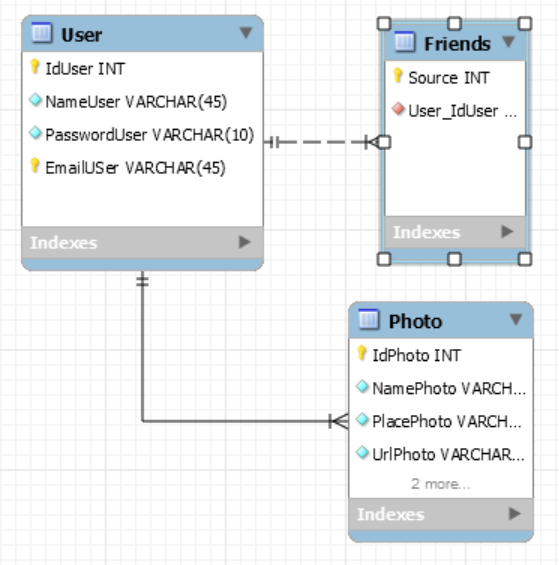 User
IdUser INT
NameUser VARCHAR(45)
PasswordUser VARCHAR(10)
EmailUSer VARCHAR(45)
Indexes
Friends
Source INT
User_IdUser ...
Indexes
Photo
IdPhoto INT
NamePhoto VARCH...
PlacePhoto VARCH...
UrlPhoto VARCHAR...
2 more...
Indexes